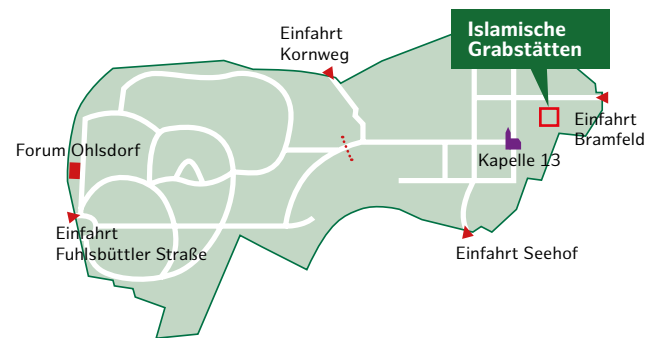 Islamische
Grabstätten
Einfahrt
Kornweg
Einfahrt
Bramfeld
Forum Ohlsdorf
Kapelle 13
Einfahrt
Fuhlsbüttler Straße
Einfahrt Seehof